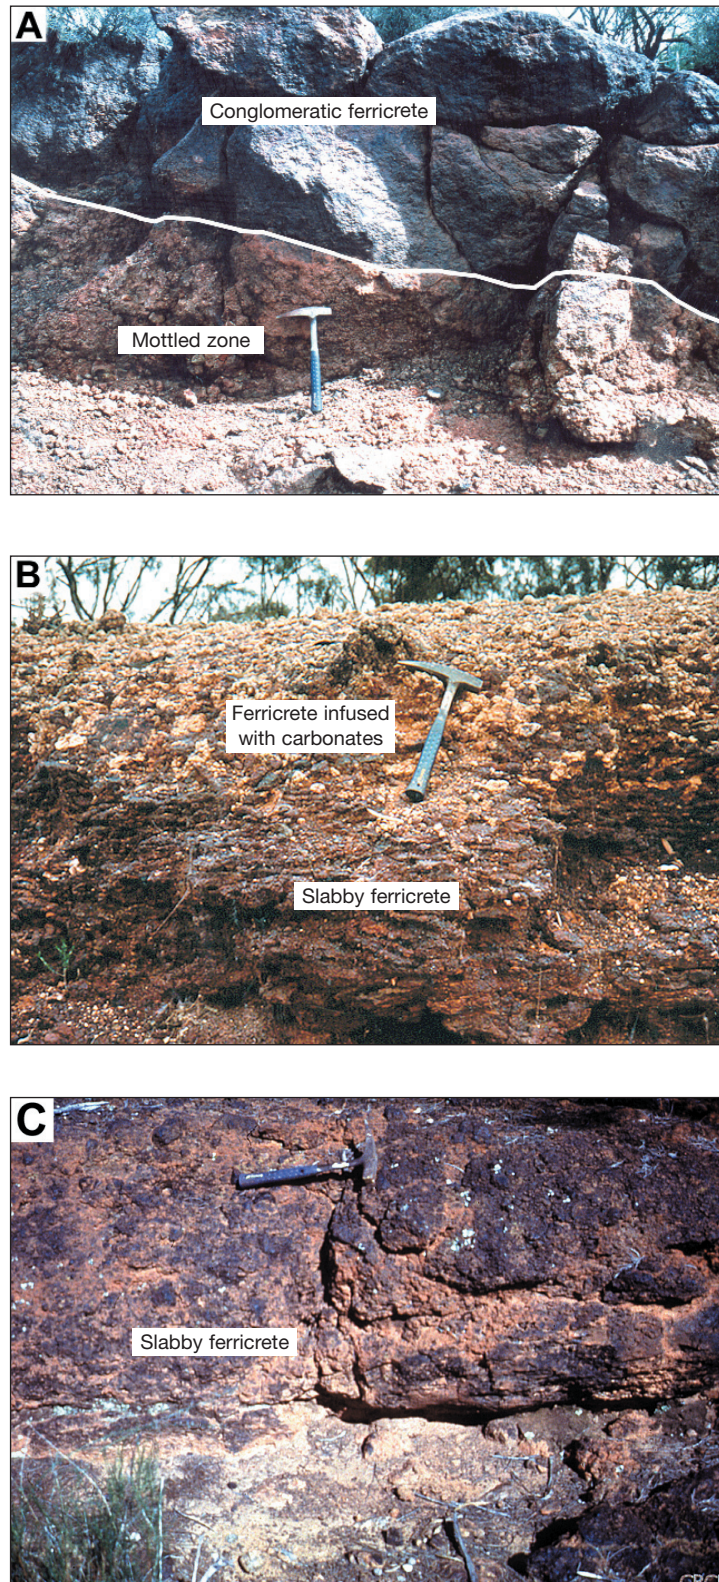 A
Conglomeratic ferricrete
Mottled zone
B
Ferricrete infused
with carbonates
Slabby ferricrete
C
Slabby ferricrete